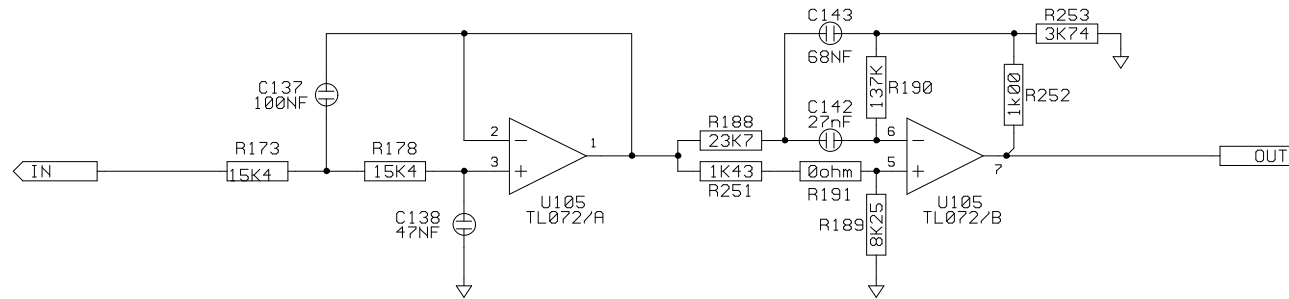 C143
68NF
R253
3K74
C137
100NF
137K
R190
1k00
R252
C142
27nF
R188
23K7
2
3
1
6
5
7
IN
R173
15K4
R178
15K4
1K43
R251
0ohm
R191
OUT
U105
TL072/A
U105
TL072/B
C138
47NF
R189
8K25